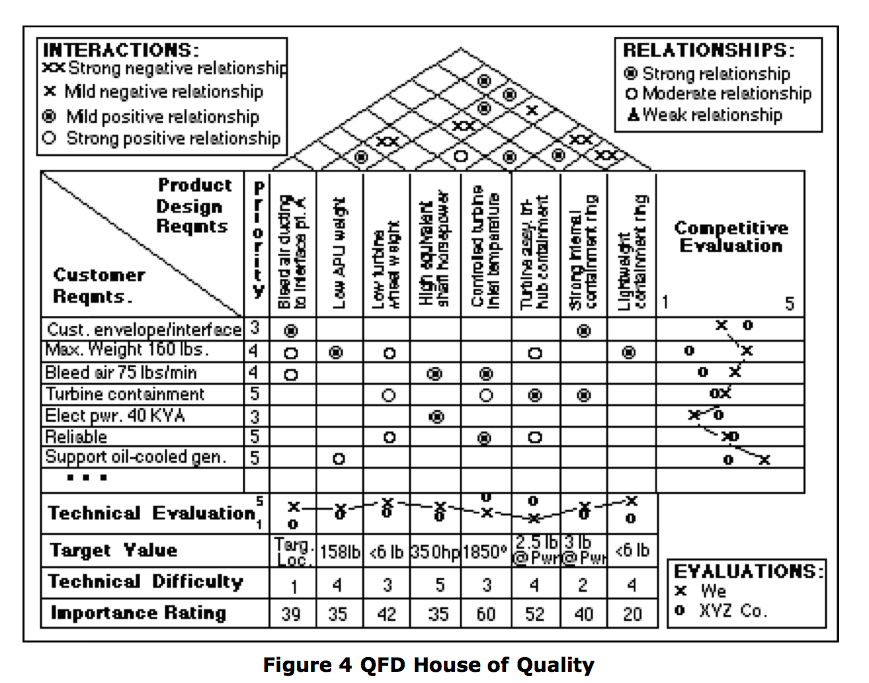 INTERACTIONS:
XX Strong negative relationship
X Mild negative relationship
Mild positive relationship
Strong positive relationship
RELATIONSHIPS:
Strong relationship
Moderate relationship
Weak relationship
Product
Design
Reqmts
Customer
Reqmts.
Priority
Bleed air ducting
to Interface pt. A
Low APU weight
Low turbine
wheel weight
High equivalent
shaft horsepower
Controlled turbine
inlet temperature
Turbine assy. tri-
hub containment
Strong internal
containment ring
Lightweight
containment ring
Competitive
Evaluation
1 5
Cust. envelope/interface 3
Max. Weight 160 lbs. 4
Bleed air 75 lbs/min 4
Turbine containment 5
Elect pwr. 40 KVA 3
Reliable 5
Support oil-cooled gen. 5
...
Technical Evaluation 5 1
Target Value Targ. Loc. 158lb <6 lb 350hp 1850° 2.5 lb @ Pwr 3 lb @ Pwr <6 lb
Technical Difficulty 1 4 3 5 3 4 2 4
Importance Rating 39 35 42 35 60 52 40 20
EVALUATIONS:
X We
o XYZ Co.
Figure 4 QFD House of Quality